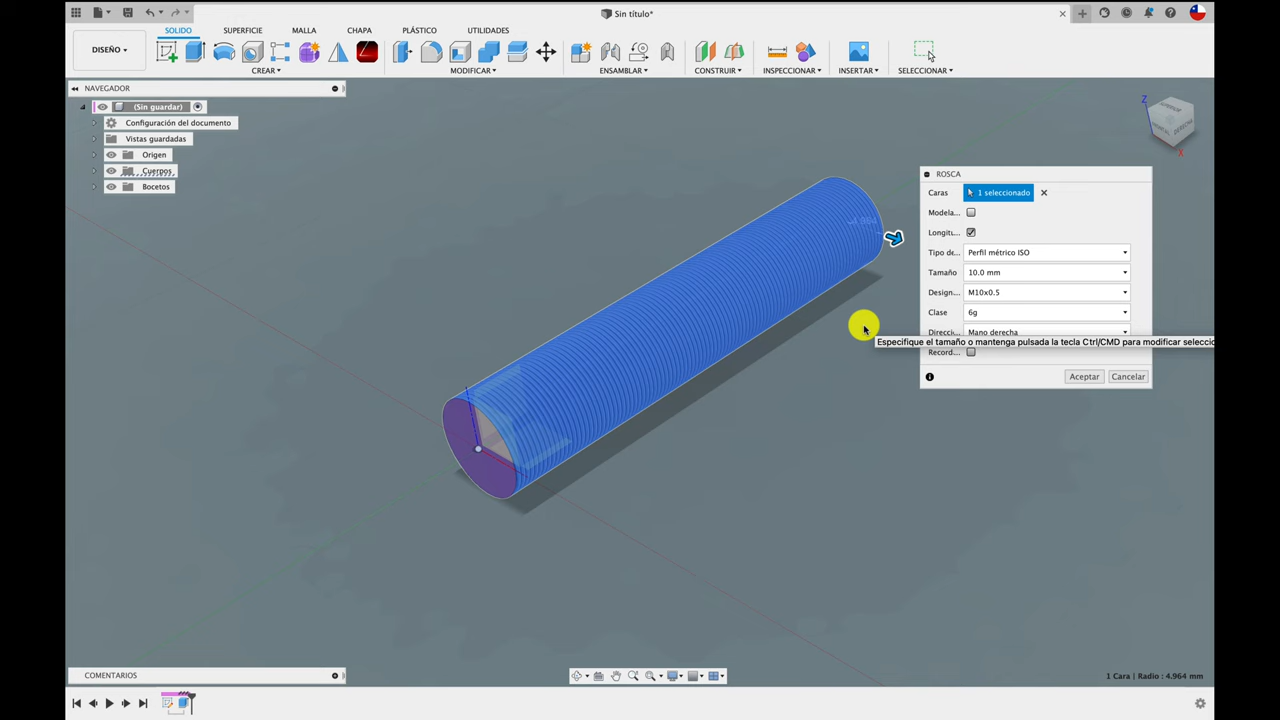 Sin título*
DISEÑO
SOLIDO
SUPERFICIE
MALLA
CHAPA
PLÁSTICO
UTILIDADES
CREAR
MODIFICAR
ENSAMBLAR
CONSTRUIR
INSPECCIONAR
INSERTAR
SELECCIONAR
NAVEGADOR
(Sin guardar)
Configuración del documento
Vistas guardadas
Origen
Cuerpos
Bocetos
Z
X
ROSCA
Caras 1 seleccionado
Modela...
Longitu...
Tipo de... Perfil métrico ISO
Tamaño 10.0 mm
Design... M10x0.5
Clase 6g
Direcci... Mano derecha
Especifique el tamaño o mantenga pulsada la tecla Ctrl/CMD para modificar selecci
Record...
Aceptar Cancelar
COMENTARIOS
1 Cara | Radio : 4.964 mm